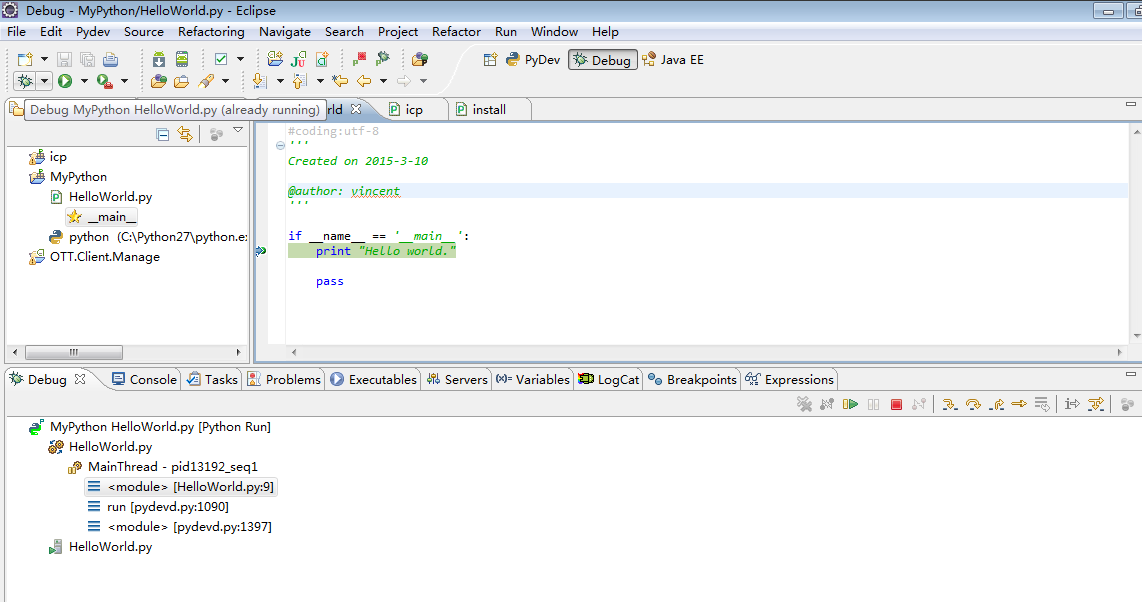 Debug - MyPython/HelloWorld.py - Eclipse
File Edit Pydev Source Refactoring Navigate Search Project Refactor Run Window Help
PyDev Debug Java EE
Debug MyPython HelloWorld.py (already running) rld icp install
#coding:utf-8
'''
Created on 2015-3-10
@author: vincent
'''
if __name__ == '__main__':
print "Hello world."
pass
icp
MyPython
HelloWorld.py
__main__
python (C:\Python27\python.ex
OTT.Client.Manage
Debug Console Tasks Problems Executables Servers Variables LogCat Breakpoints Expressions
MyPython HelloWorld.py [Python Run]
HelloWorld.py
MainThread - pid13192_seq1
<module> [HelloWorld.py:9]
run [pydevd.py:1090]
<module> [pydevd.py:1397]
HelloWorld.py